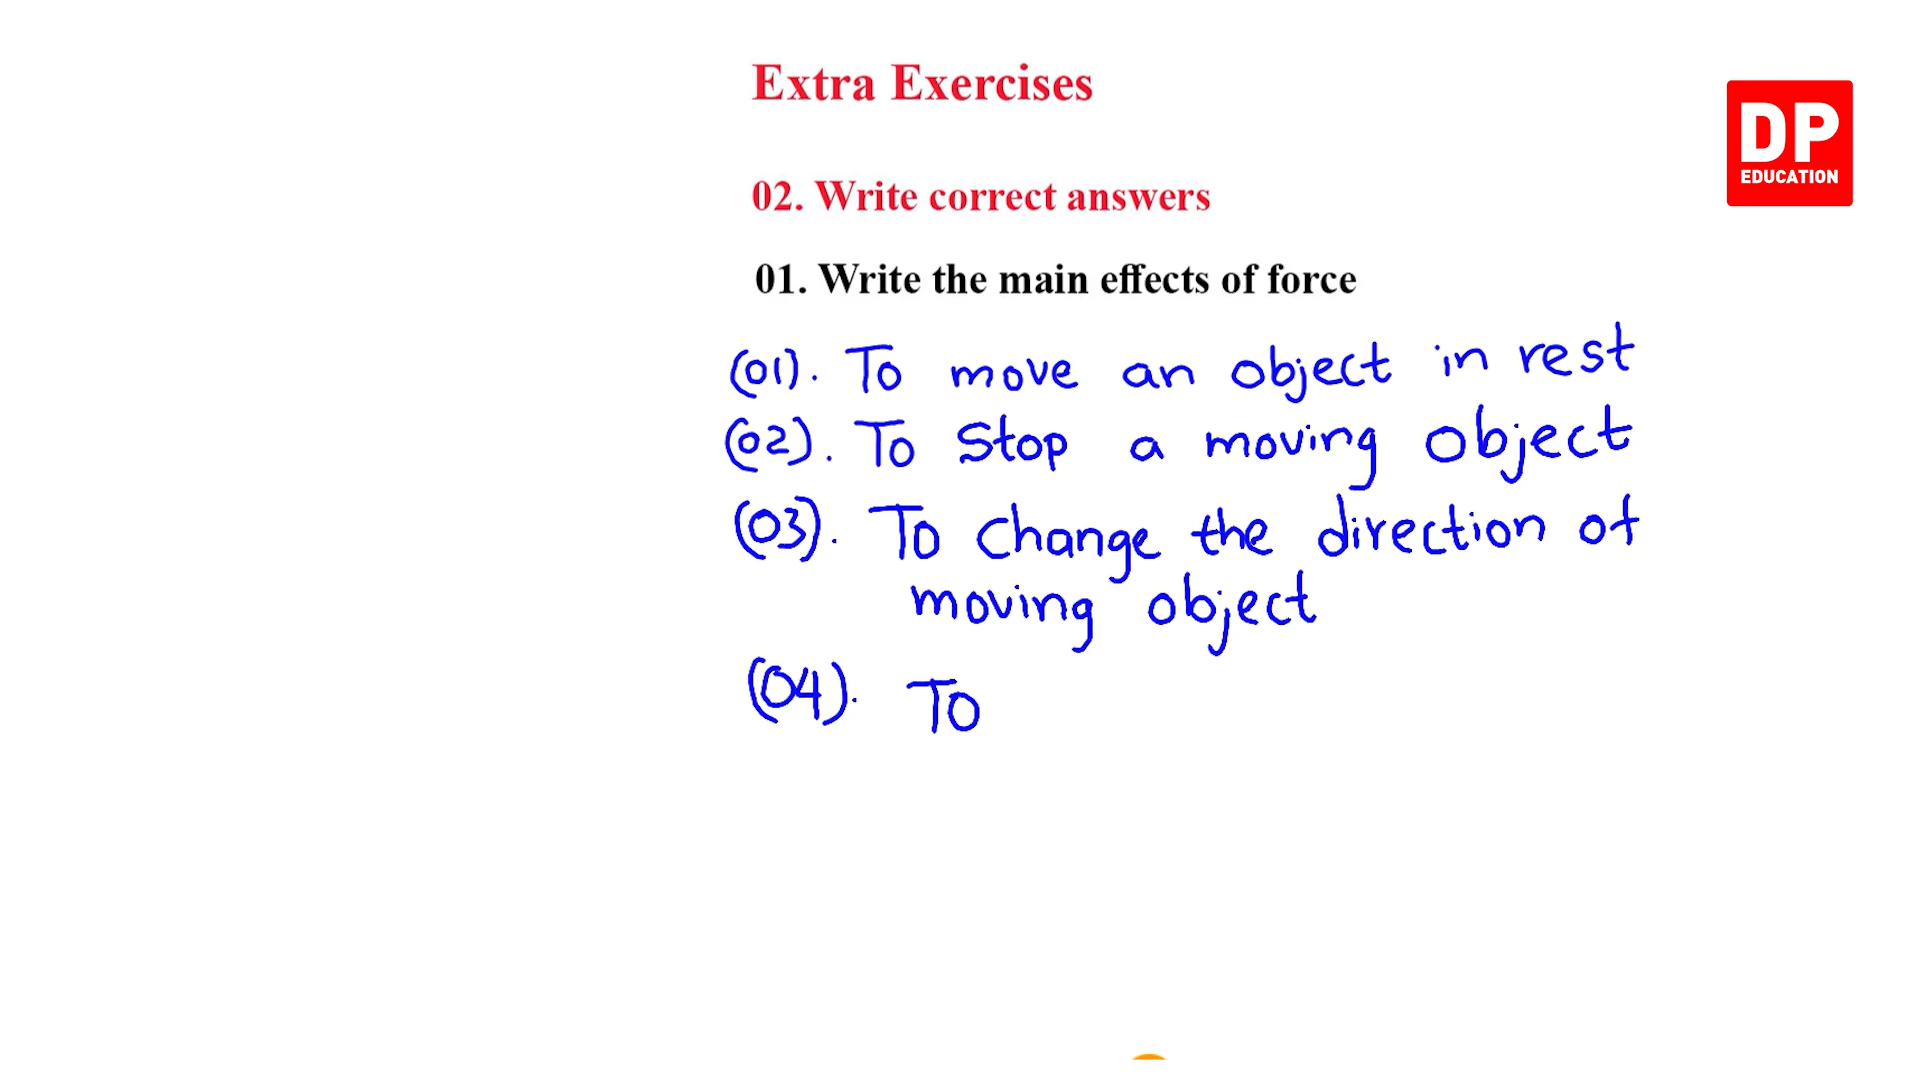 Extra Exercises
DP
EDUCATION
02. Write correct answers
01. Write the main effects of force
(01). To move an object in rest
(02). To Stop a moving object
(03). To change the direction of
moving object
(04). To